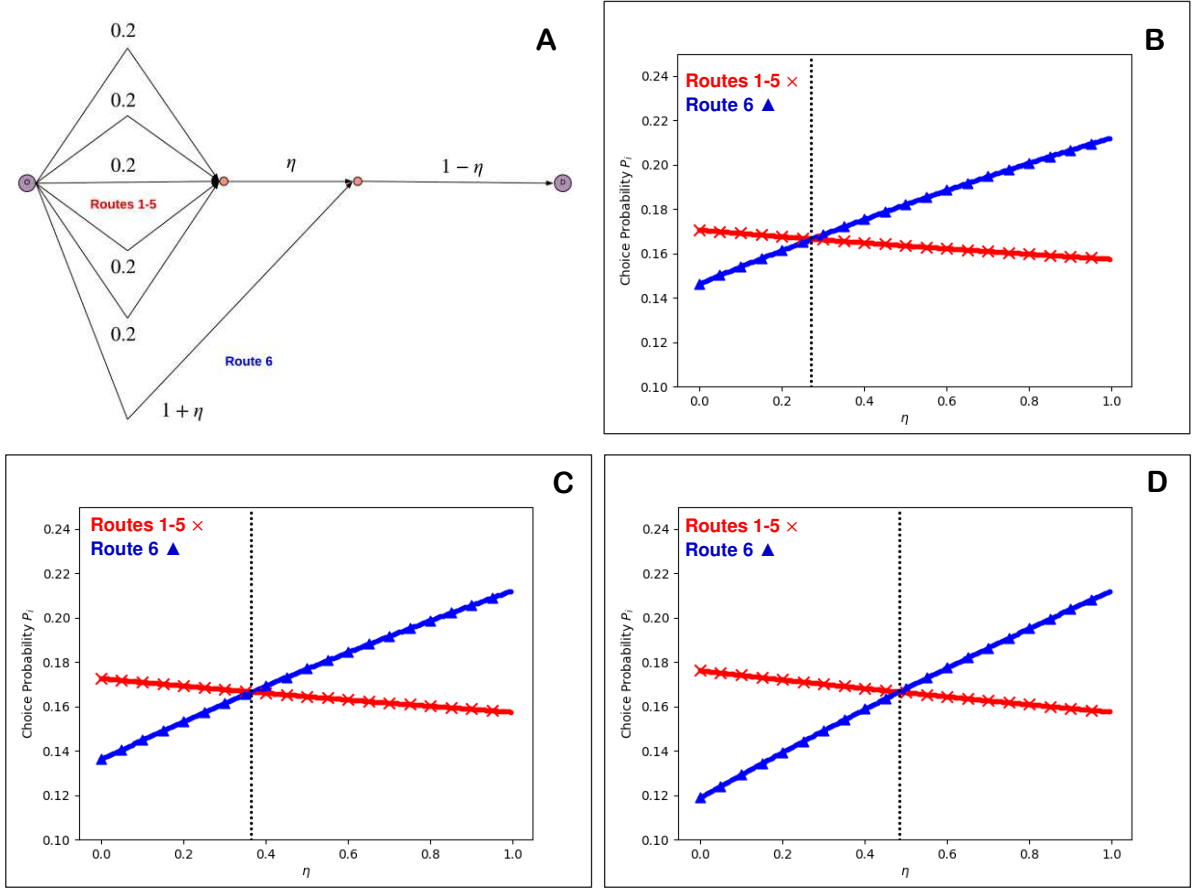 A
0.2
0.2
0.2
η
1 − η
O
D
Routes 1-5
0.2
0.2
Route 6
1 + η
B
Routes 1-5 ×
Route 6 ▲
Choice Probability Pi
0.24
0.22
0.20
0.18
0.16
0.14
0.12
0.10
0.0 0.2 0.4 0.6 0.8 1.0
η
C
Routes 1-5 ×
Route 6 ▲
Choice Probability Pi
0.24
0.22
0.20
0.18
0.16
0.14
0.12
0.10
0.0 0.2 0.4 0.6 0.8 1.0
η
D
Routes 1-5 ×
Route 6 ▲
Choice Probability Pi
0.24
0.22
0.20
0.18
0.16
0.14
0.12
0.10
0.0 0.2 0.4 0.6 0.8 1.0
η